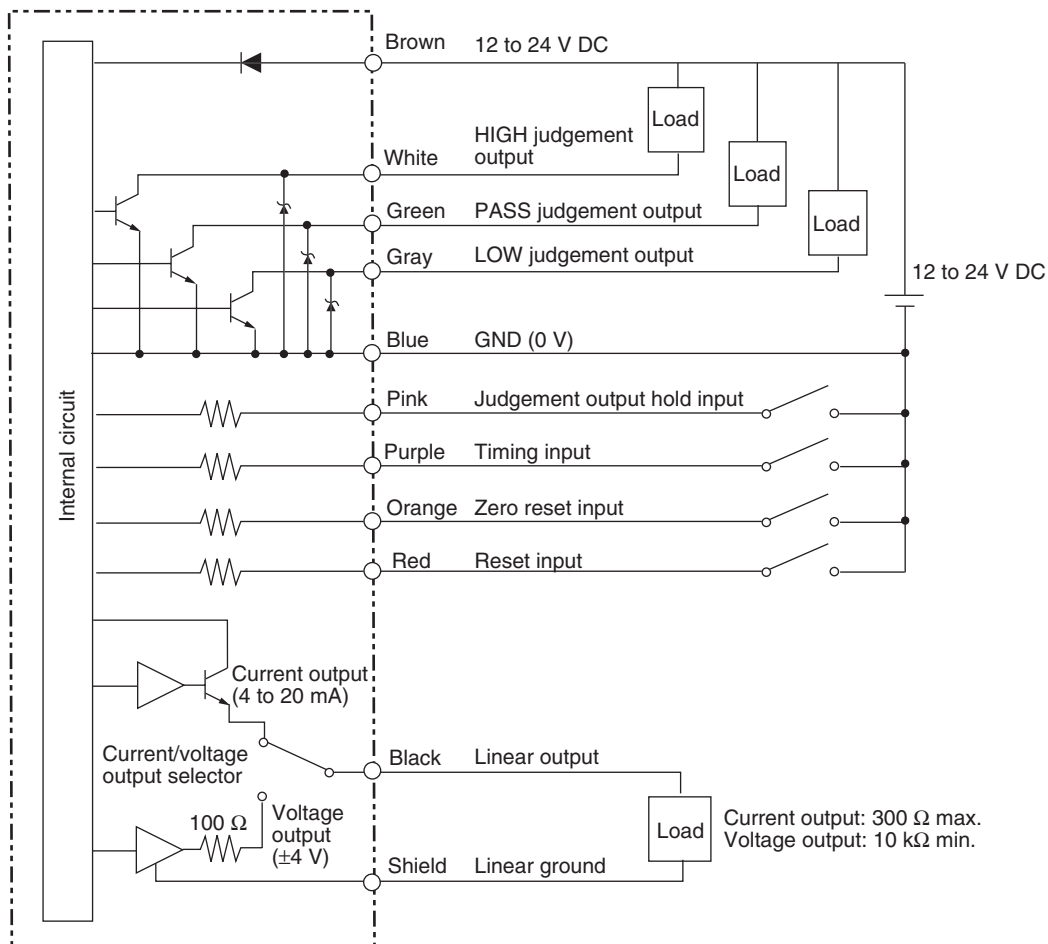 Brown 12 to 24 V DC
Load
HIGH judgement
output
White
Load
Green PASS judgement output
Load
Gray LOW judgement output
12 to 24 V DC
Blue GND (0 V)
Internal circuit
Pink Judgement output hold input
Purple Timing input
Orange Zero reset input
Red Reset input
Current output
(4 to 20 mA)
Current/voltage
output selector
Black Linear output
100 Ω
Voltage
output
(±4 V)
Load
Current output: 300 Ω max.
Voltage output: 10 kΩ min.
Shield Linear ground